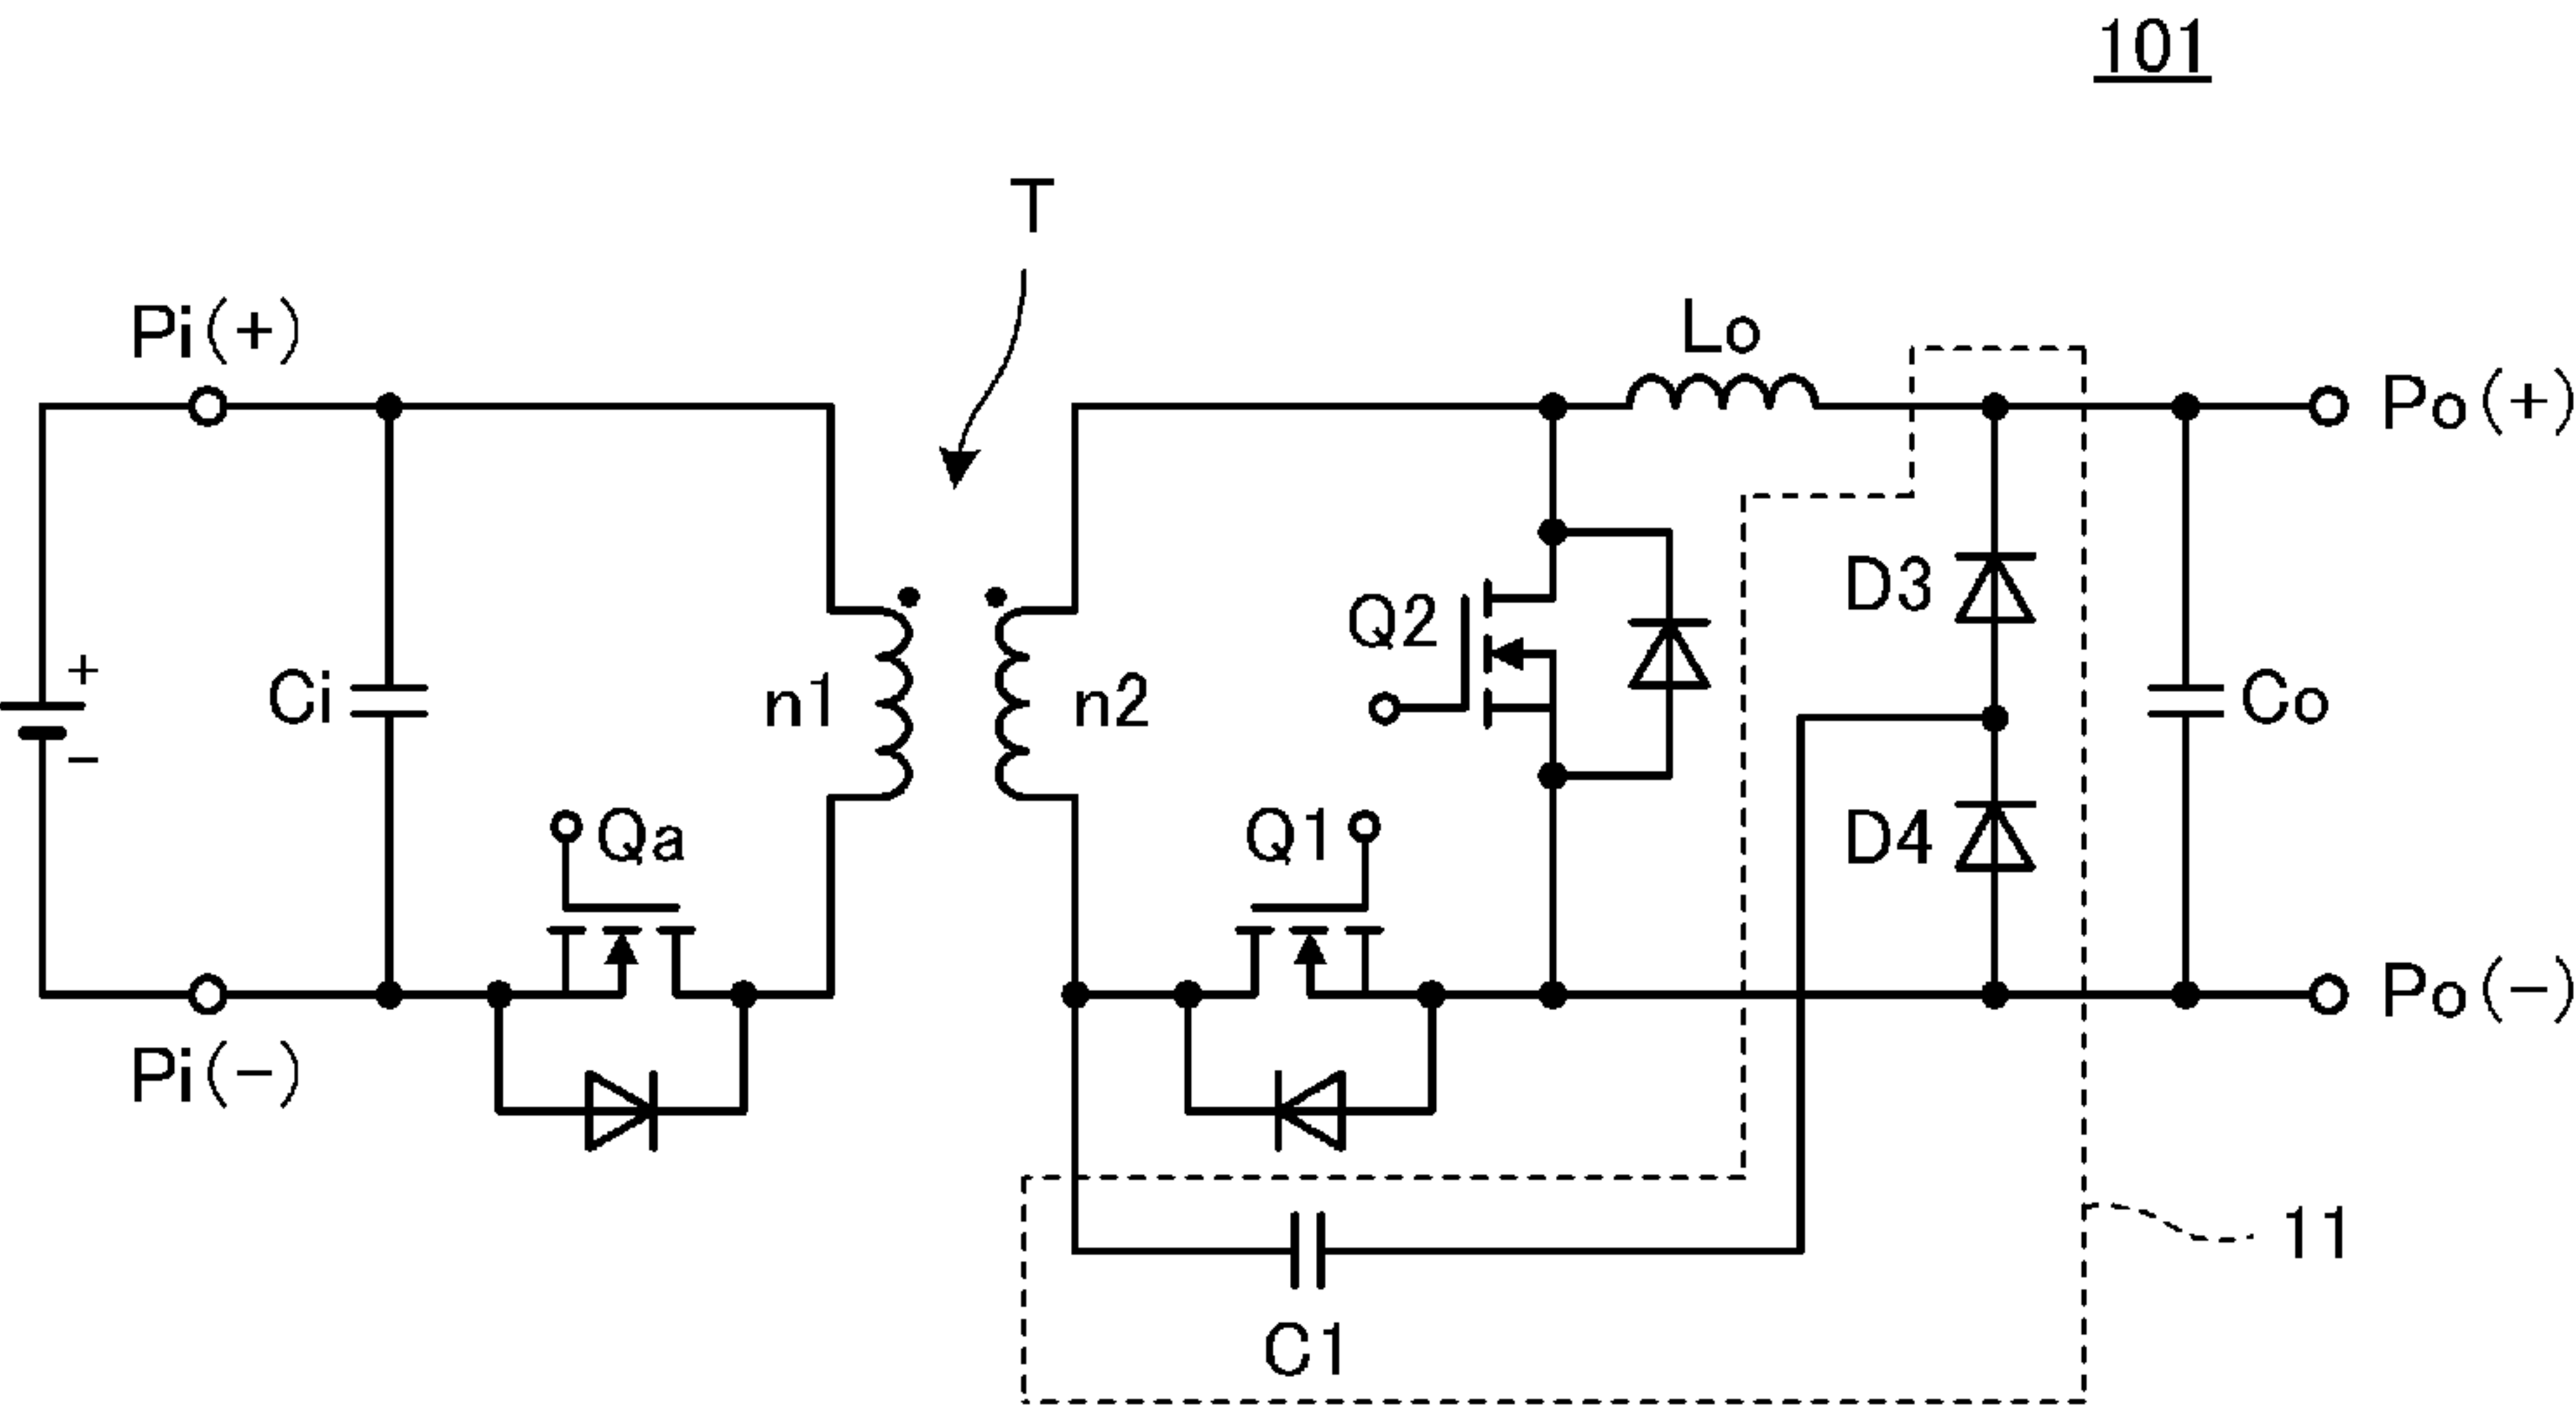 101
T
Pi(+)
Lo
Po(+)
D3
Q2
+
Ci
n1
n2
Co
−
Qa
Q1
D4
Pi(−)
Po(−)
11
C1